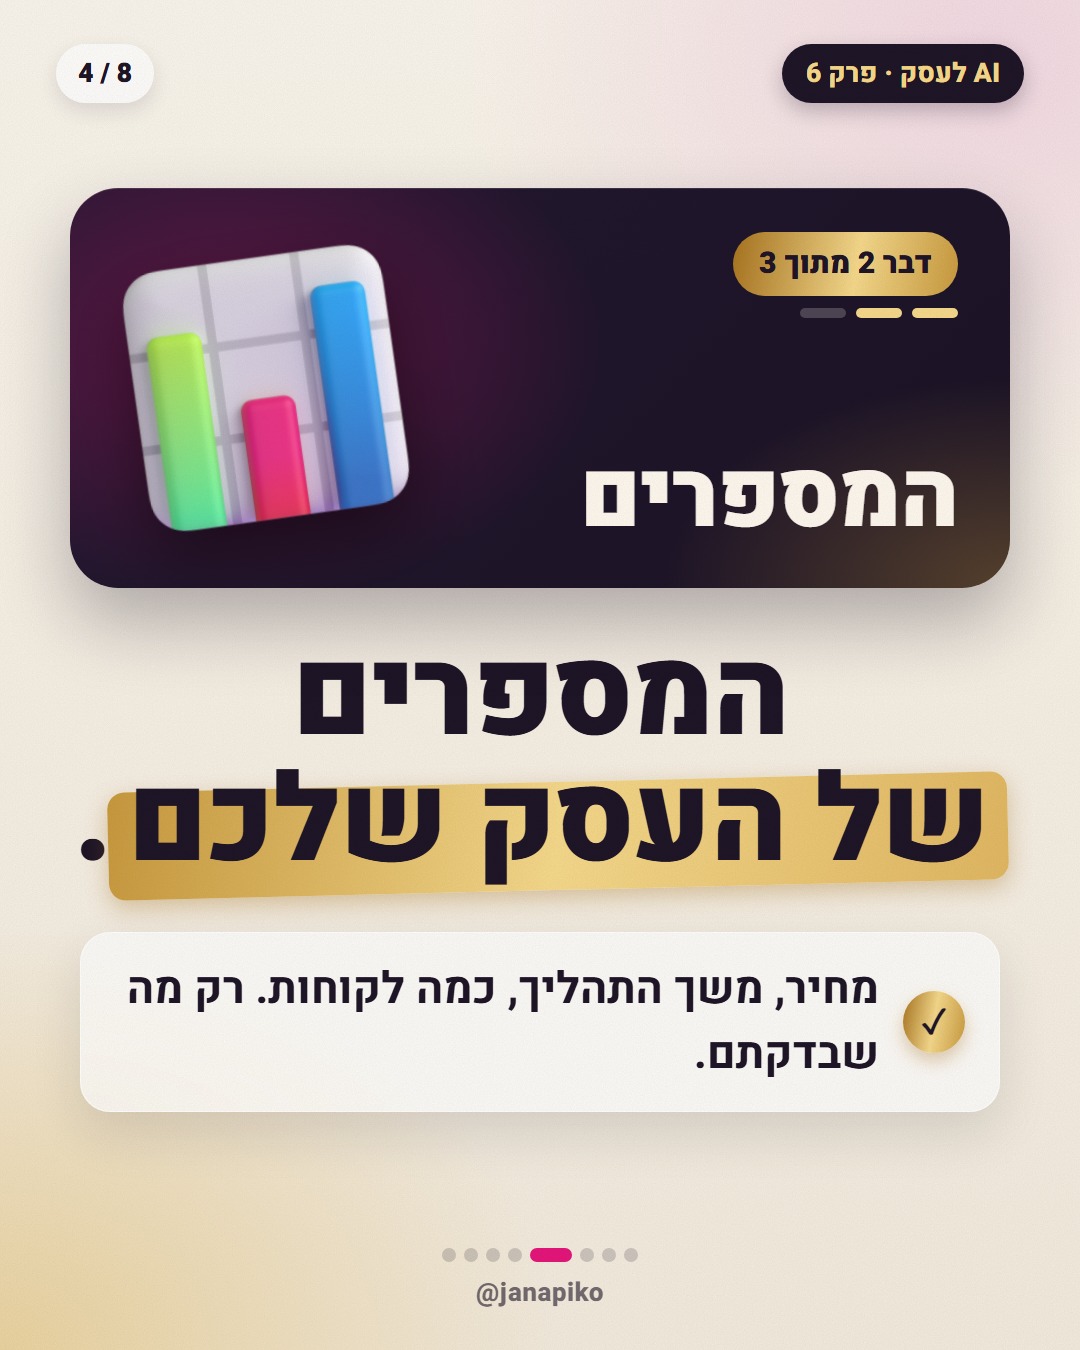 AI לעסק · פרק 6
4 / 8
דבר 2 מתוך 3
המספרים
המספרים
של העסק שלכם.
✓
מחיר, משך התהליך, כמה לקוחות. רק מה
שבדקתם.
@janapiko